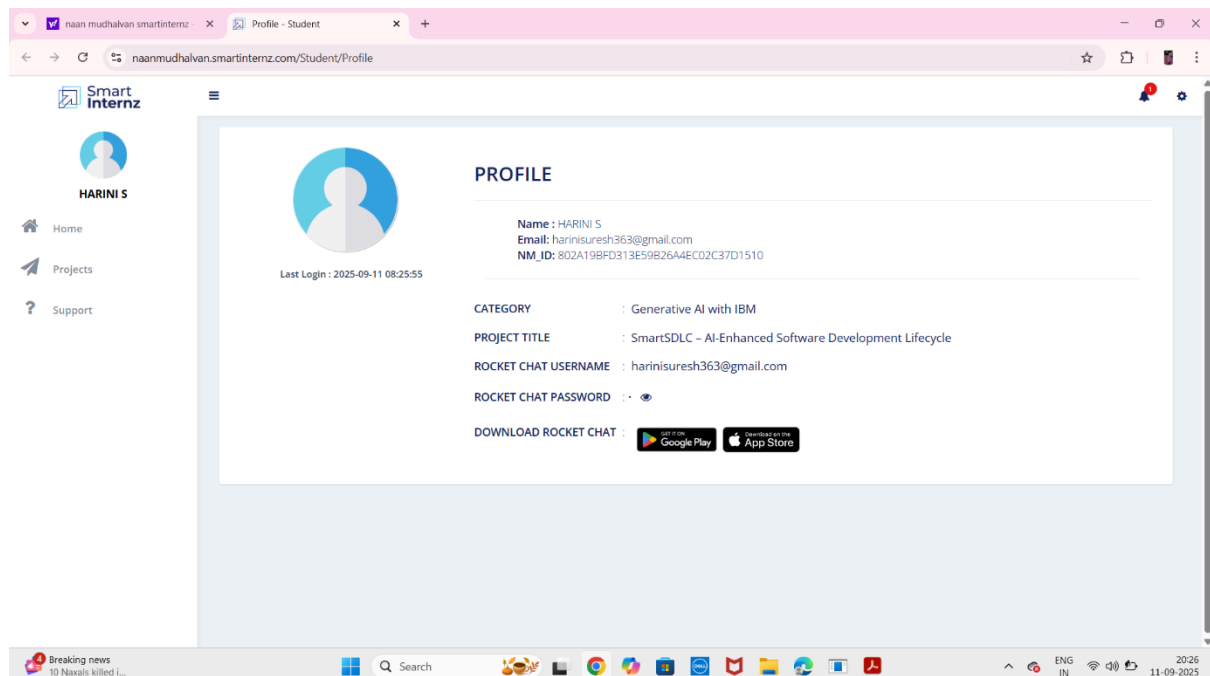 naan mudhalvan smartinternz -
Profile - Student
naanmudhalvan.smartinternz.com/Student/Profile
Smart
Internz
1
HARINI S
Home
Projects
Support
Last Login : 2025-09-11 08:25:55
PROFILE
Name : HARINI S
Email: harinisuresh363@gmail.com
NM_ID: 802A19BFD313E59B26A4EC02C37D1510
CATEGORY : Generative AI with IBM
PROJECT TITLE : SmartSDLC – AI-Enhanced Software Development Lifecycle
ROCKET CHAT USERNAME : harinisuresh363@gmail.com
ROCKET CHAT PASSWORD : ·
DOWNLOAD ROCKET CHAT :
GET IT ON
Google Play
Download on the
App Store
4
Breaking news
10 Naxals killed i...
Search
DELL
ENG
IN
20:26
11-09-2025